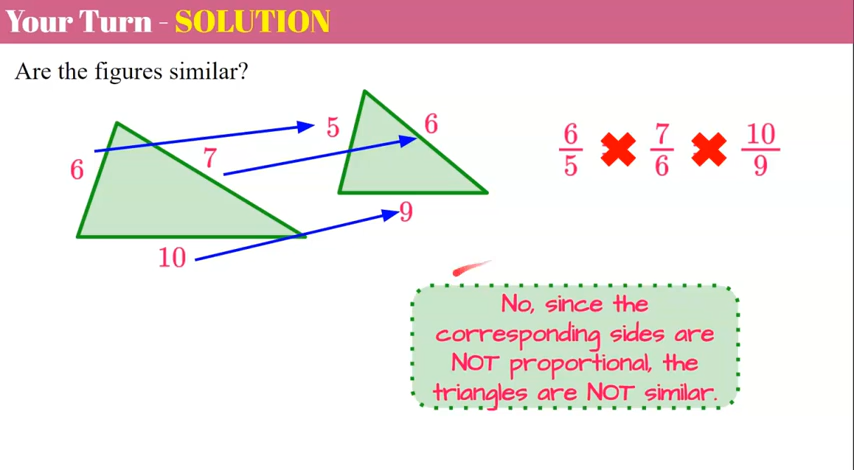 Your Turn - SOLUTION
Are the figures similar?
6
7
10
5
6
9
6/5 ✖ 7/6 ✖ 10/9
No, since the
corresponding sides are
NOT proportional, the
triangles are NOT similar.